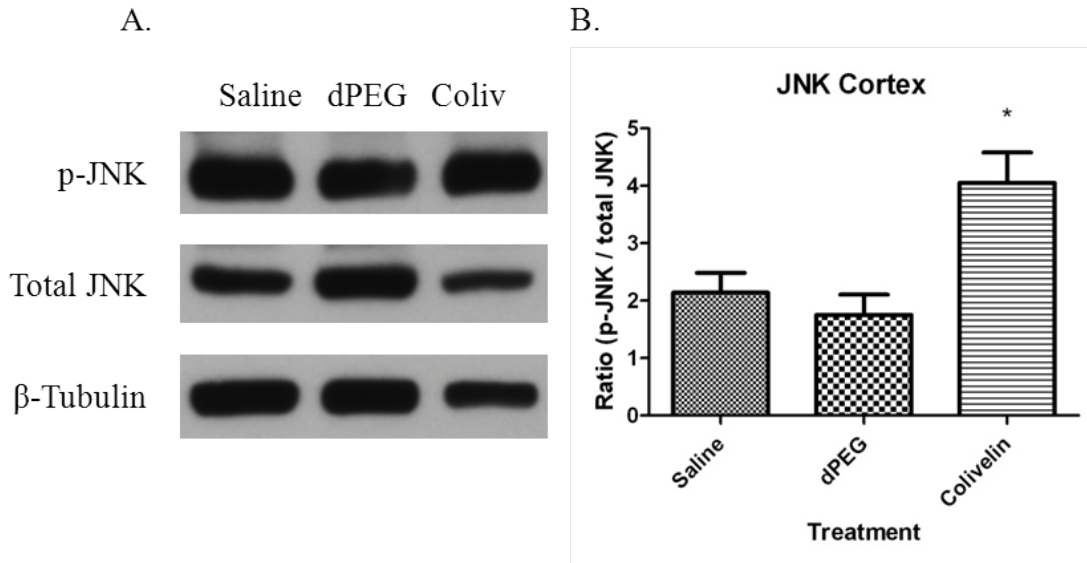 A.
Saline dPEG Coliv
p-JNK
Total JNK
β-Tubulin
B.
JNK Cortex
*
Ratio (p-JNK / total JNK)
5
4
3
2
1
0
Saline
dPEG
Colivelin
Treatment